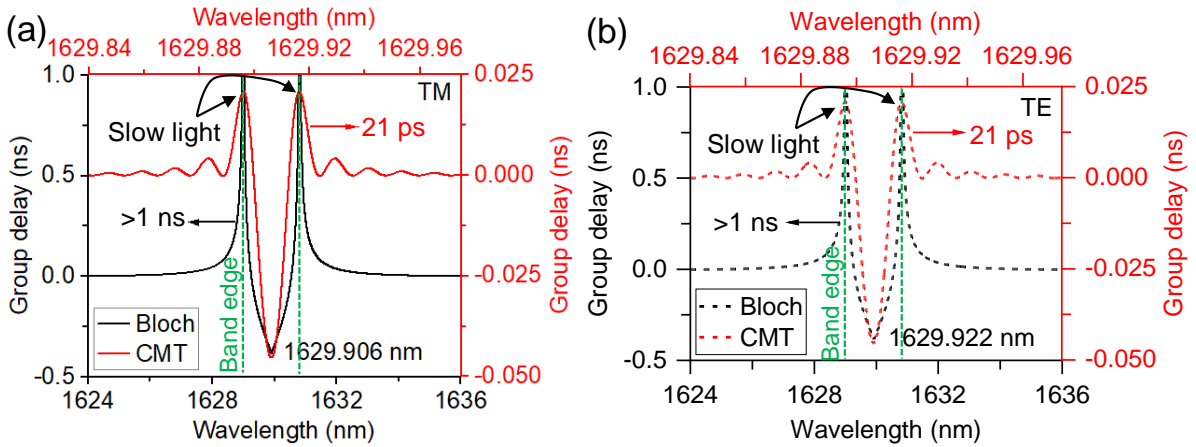 (a)
Wavelength (nm)
1629.84 1629.88 1629.92 1629.96
1.0
0.5
0.0
-0.5
Group delay (ns)
0.025
0.000
-0.025
-0.050
Group delay (ns)
TM
Slow light
21 ps
>1 ns
Band edge
Bloch
CMT
1629.906 nm
1624 1628 1632 1636
Wavelength (nm)
(b)
Wavelength (nm)
1629.84 1629.88 1629.92 1629.96
1.0
0.5
0.0
-0.5
Group delay (ns)
0.025
0.000
-0.025
-0.050
Group delay (ns)
TE
Slow light
21 ps
>1 ns
Band edge
Bloch
CMT
1629.922 nm
1624 1628 1632 1636
Wavelength (nm)